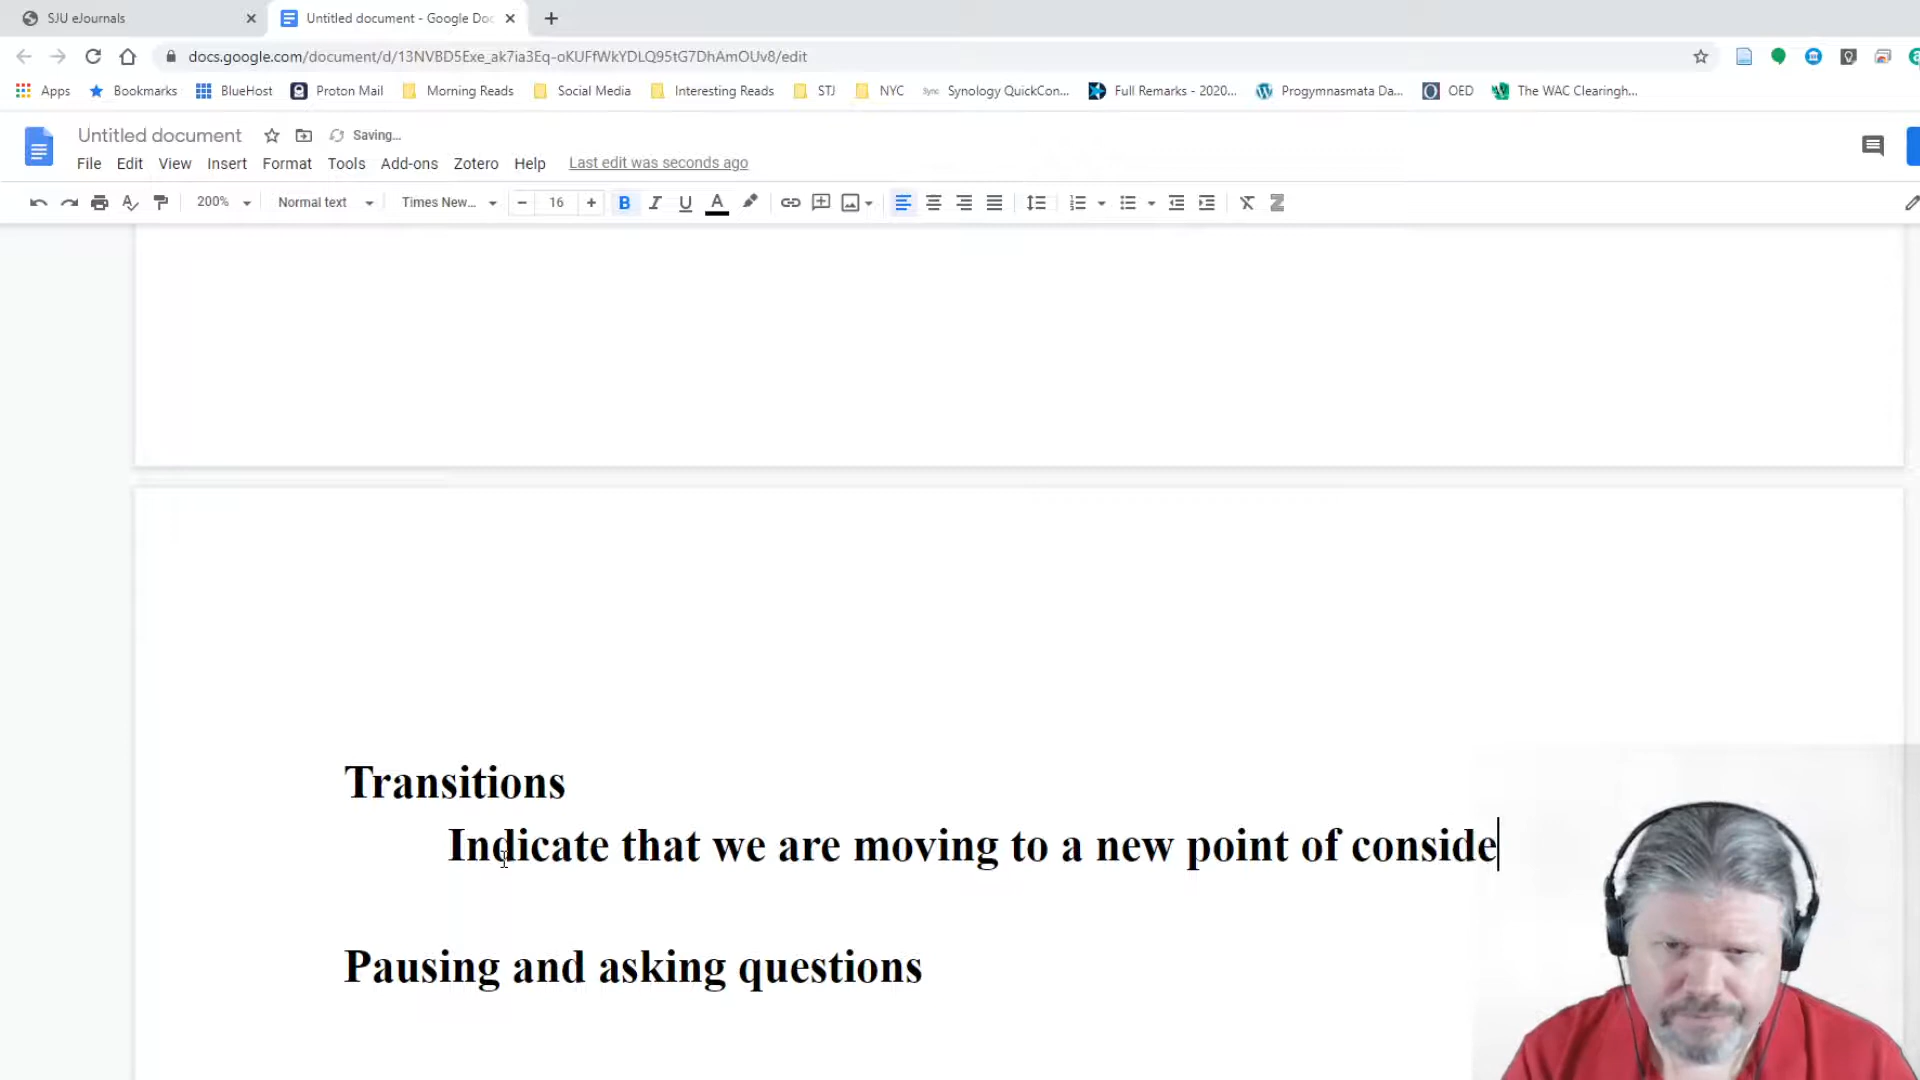 SJU eJournals
Untitled document - Google Doc
docs.google.com/document/d/13NVBD5Exe_ak7ia3Eq-oKUFfWkYDLQ95tG7DhAmOUv8/edit
Apps Bookmarks BlueHost Proton Mail Morning Reads Social Media Interesting Reads STJ NYC Sync Synology QuickCon... Full Remarks - 2020... Progymnasmata Da... OED The WAC Clearingh...
Untitled document Saving...
File Edit View Insert Format Tools Add-ons Zotero Help Last edit was seconds ago
200% Normal text Times New... 16 B I U A
Transitions
Indicate that we are moving to a new point of conside
Pausing and asking questions